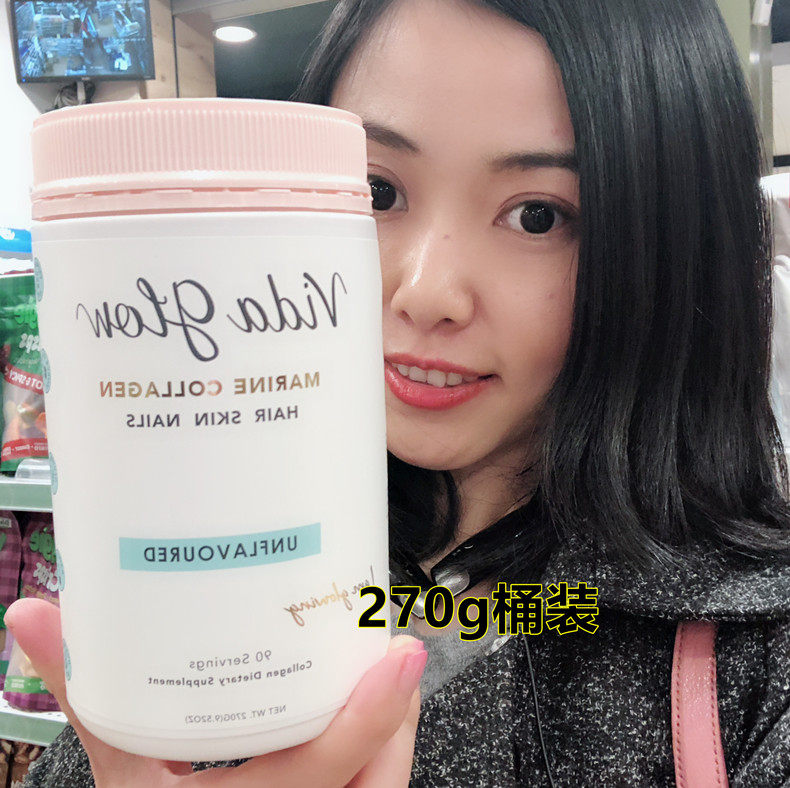 Vida glow
MARINE COLLAGEN
HAIR SKIN NAILS
UNFLAVOURED
I am glowing
270g桶装
90 Servings
Collagen Dietary Supplement
NET WT. 270G(9.52OZ)